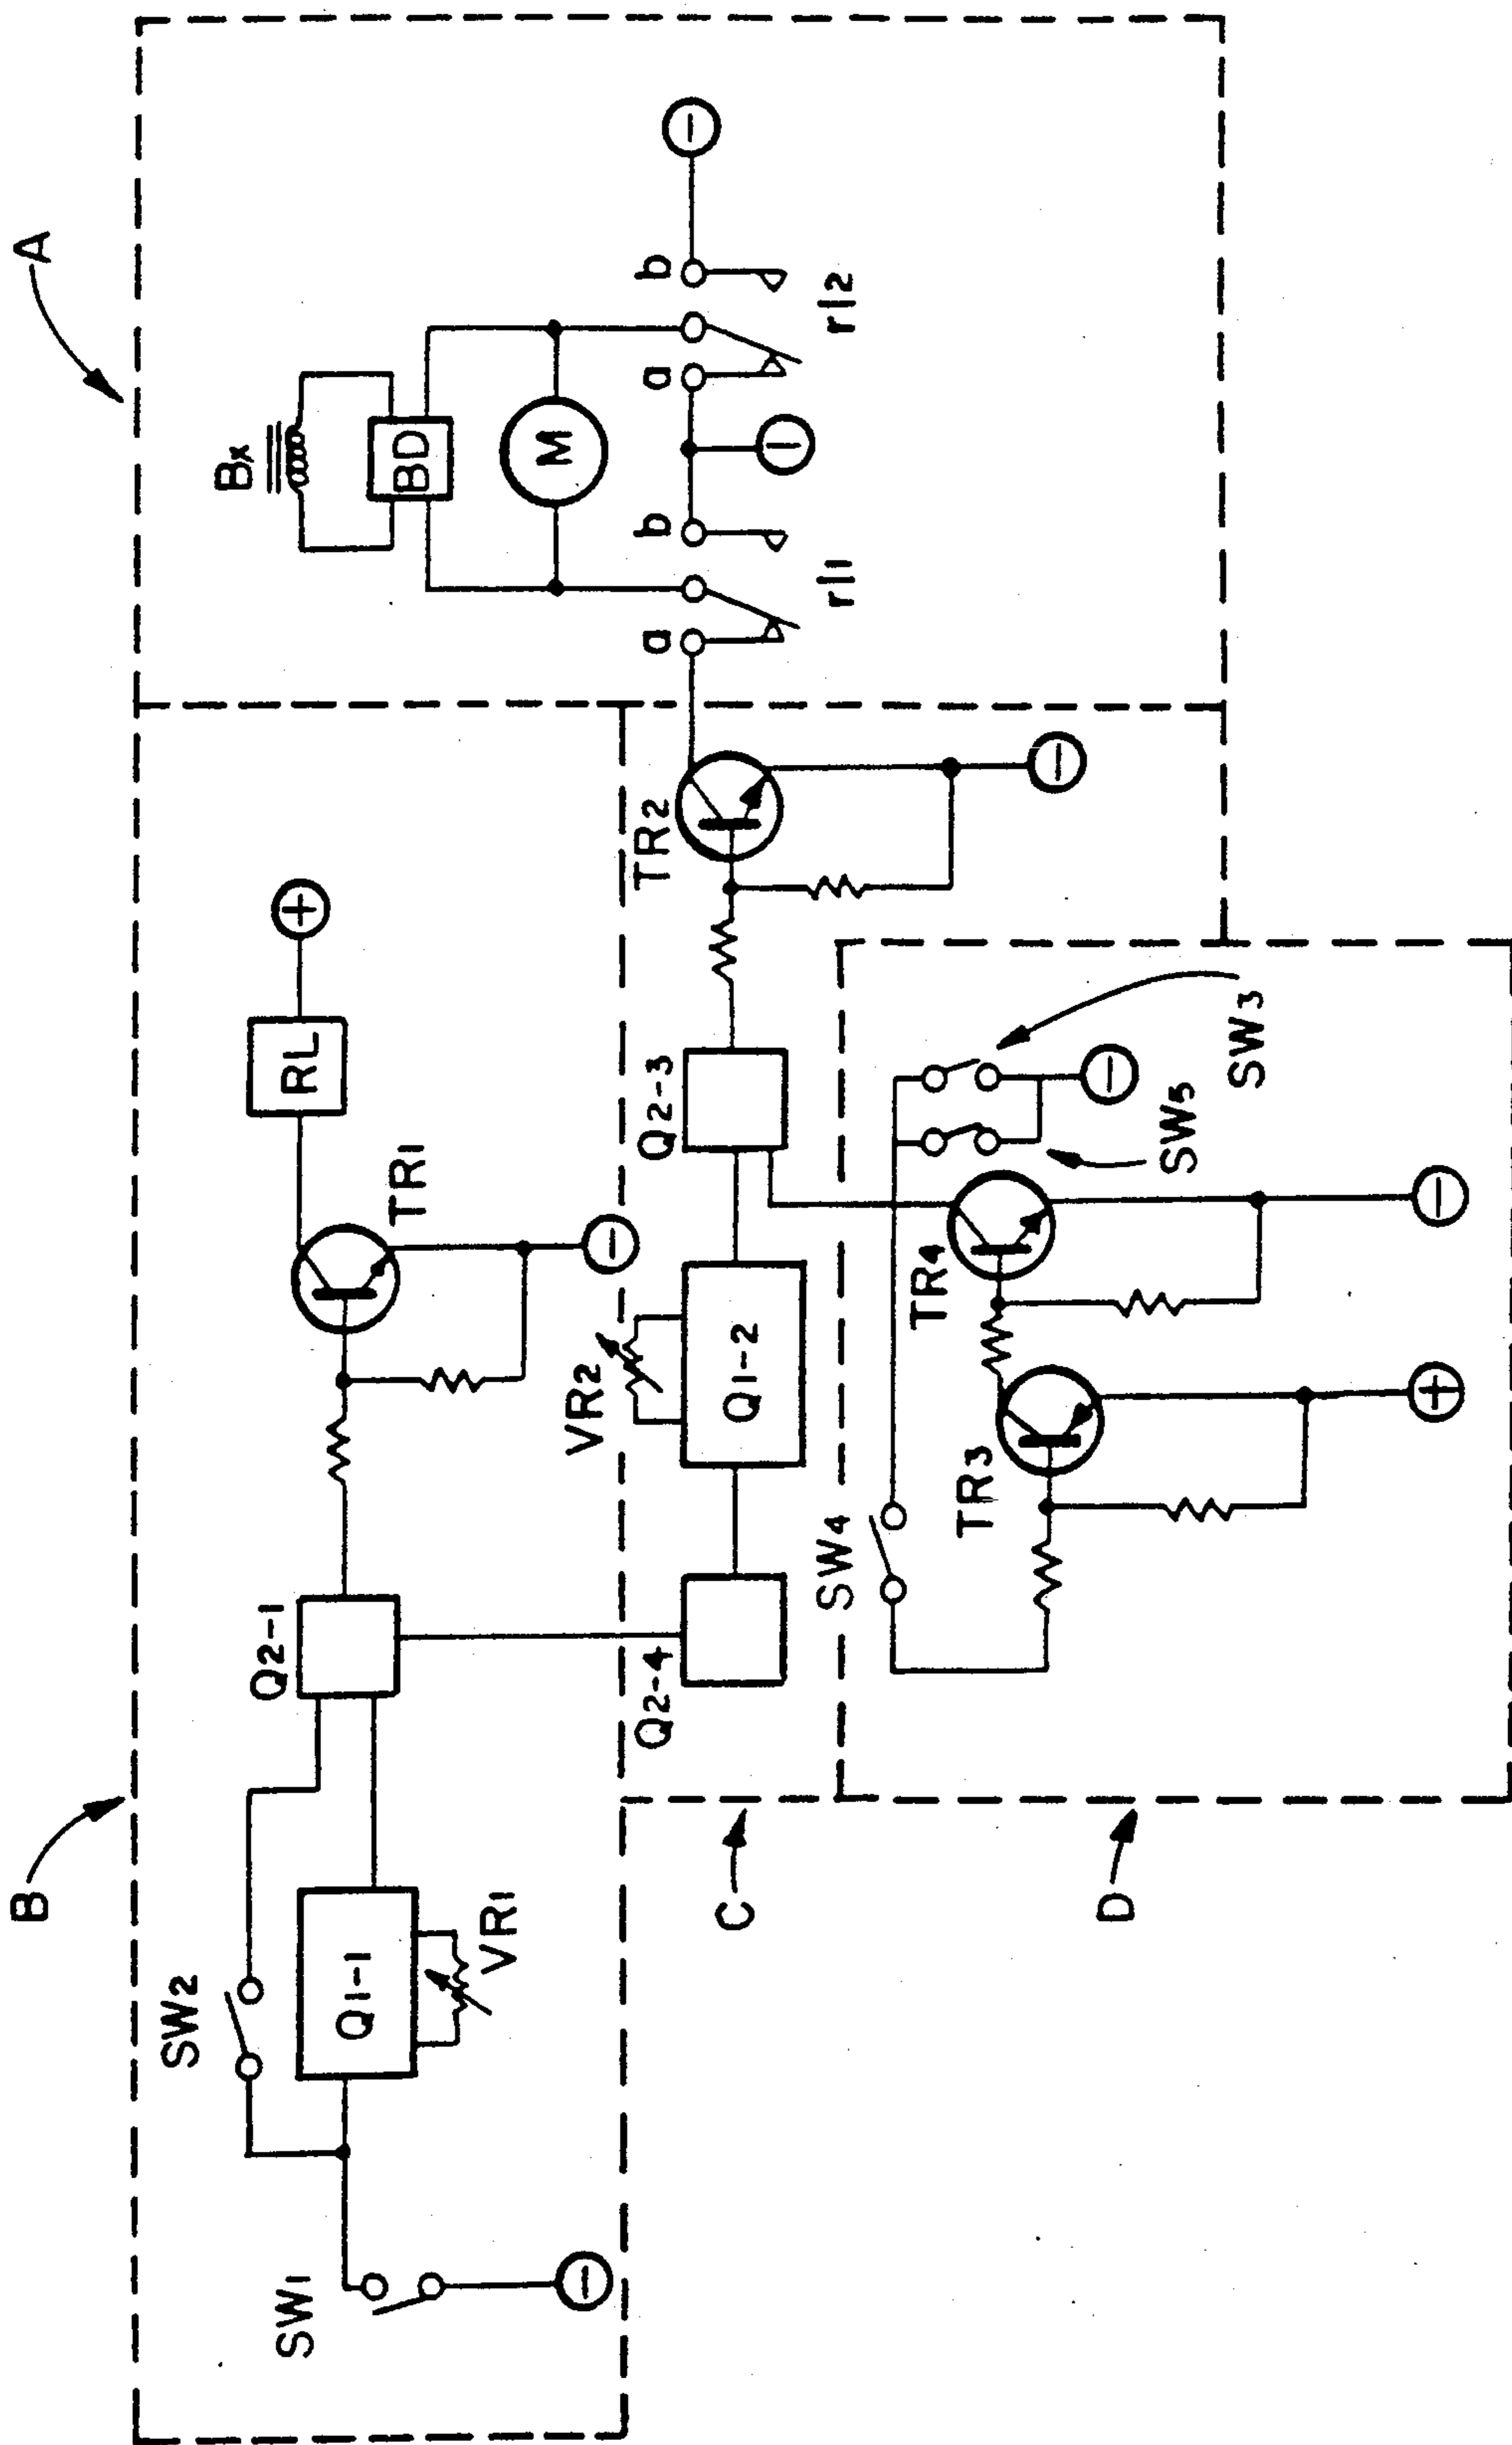 A
B
Bx
BD
M
a
b
a
b
rl1
rl2
RL
TR1
TR2
Q2-1
Q2-3
SW2
Q1-1
VR1
SW1
VR2
Q1-2
Q2-4
SW3
SW5
SW4
TR4
TR3
C
D